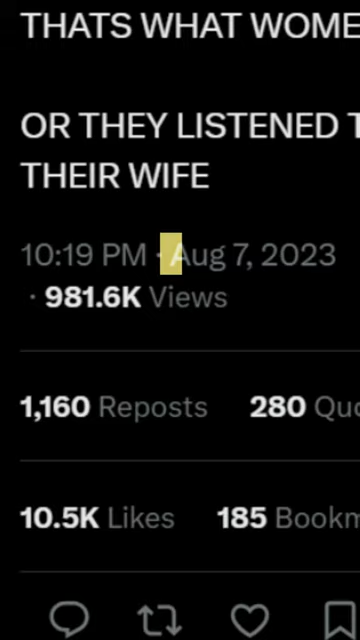 THATS WHAT WOME
OR THEY LISTENED T
THEIR WIFE
10:19 PM · Aug 7, 2023
· 981.6K Views
1,160 Reposts 280 Quo
10.5K Likes 185 Bookm